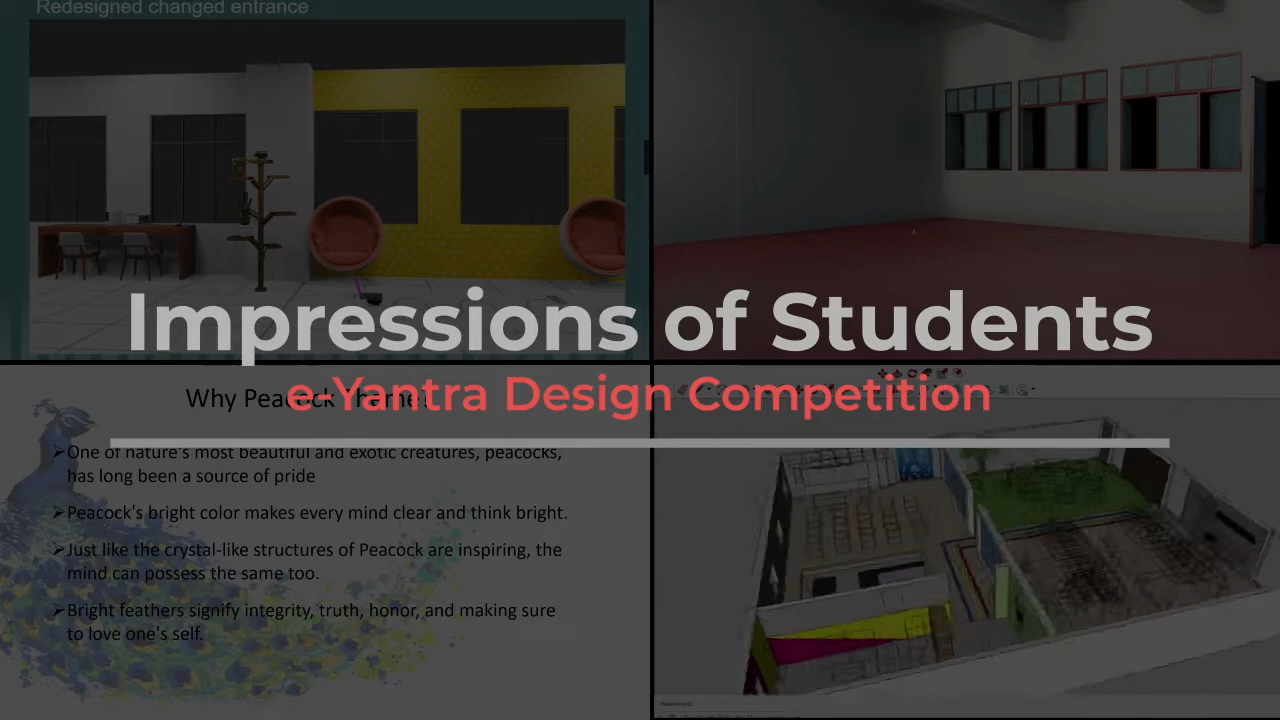 Redesigned changed entrance
Impressions of Students
e-Yantra Design Competition
Why Peacock Theme?
➢One of nature's most beautiful and exotic creatures, peacocks,
has long been a source of pride
➢Peacock's bright color makes every mind clear and think bright.
➢Just like the crystal-like structures of Peacock are inspiring, the
mind can possess the same too.
➢Bright feathers signify integrity, truth, honor, and making sure
to love one's self.